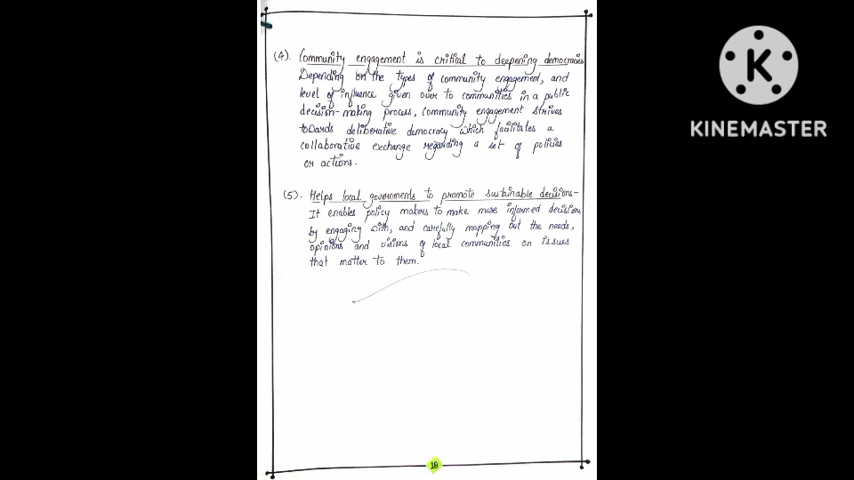 (4). Community engagement is critical to deepening democracies
Depending on the types of community engagement, and
level of influence given over to communities in a public
decision-making process, community engagement strives
towards deliberative democracy which facilitates a
collaborative exchange regarding a set of policies
or actions.
(5). Helps local governments to promote sustainable decisions-
It enables policy makers to make more informed decision
by engaging with, and carefully mapping out the needs,
opinions and visions of local communities on issues
that matter to them.
18
K
KINEMASTER